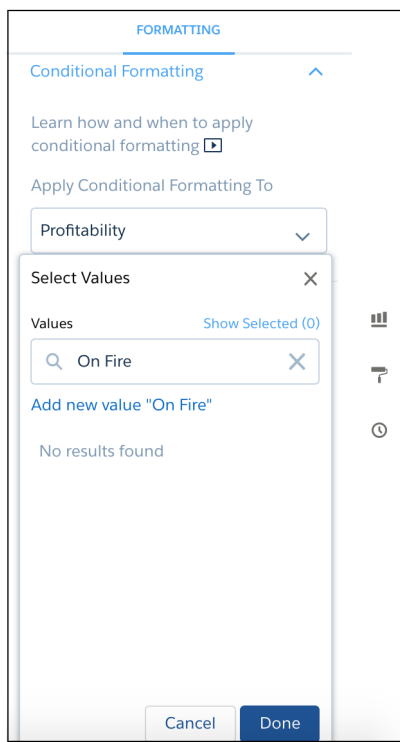 FORMATTING
Conditional Formatting
Learn how and when to apply
conditional formatting
Apply Conditional Formatting To
Profitability
Select Values
Values Show Selected (0)
On Fire
Add new value "On Fire"
No results found
Cancel Done